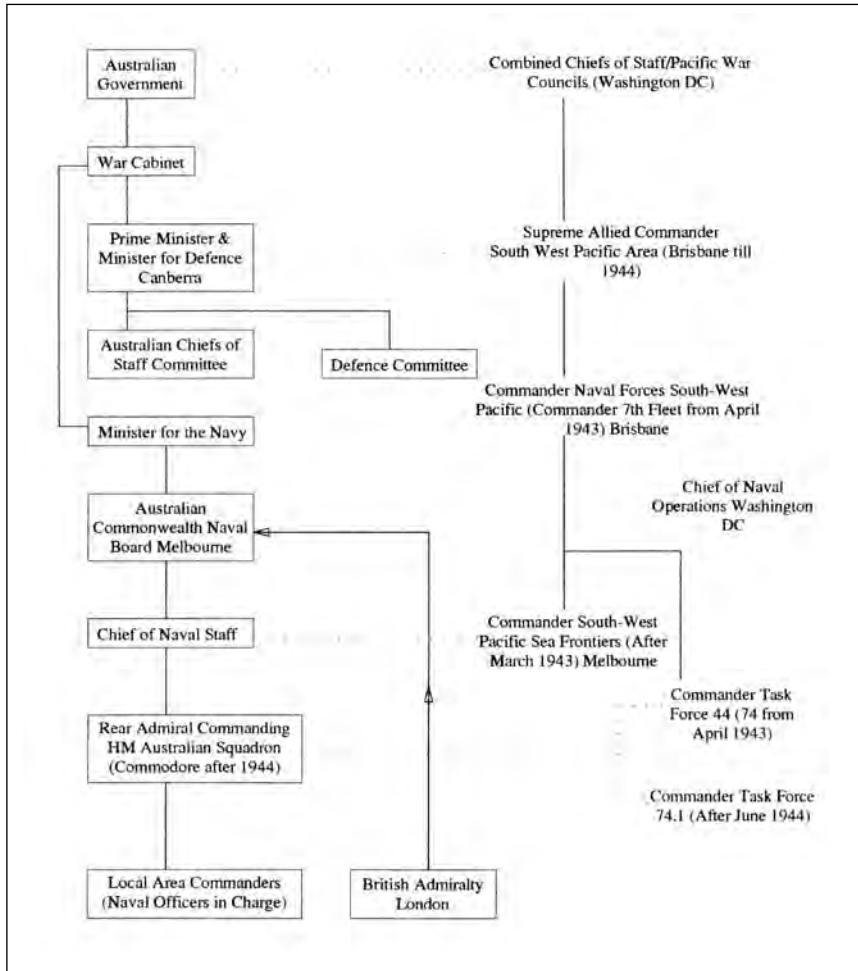 Australian
Government
Combined Chiefs of Staff/Pacific War
Councils (Washington DC)
War Cabinet
Prime Minister &
Minister for Defence
Canberra
Supreme Allied Commander
South West Pacific Area (Brisbane till
1944)
Australian Chiefs of
Staff Committee
Defence Committee
Commander Naval Forces South-West
Pacific (Commander 7th Fleet from April
1943) Brisbane
Minister for the Navy
Chief of Naval
Operations Washington
DC
Australian
Commonwealth Naval
Board Melbourne
Chief of Naval Staff
Commander South-West
Pacific Sea Frontiers (After
March 1943) Melbourne
Commander Task
Force 44 (74 from
April 1943)
Rear Admiral Commanding
HM Australian Squadron
(Commodore after 1944)
Commander Task Force
74.1 (After June 1944)
Local Area Commanders
(Naval Officers in Charge)
British Admiralty
London